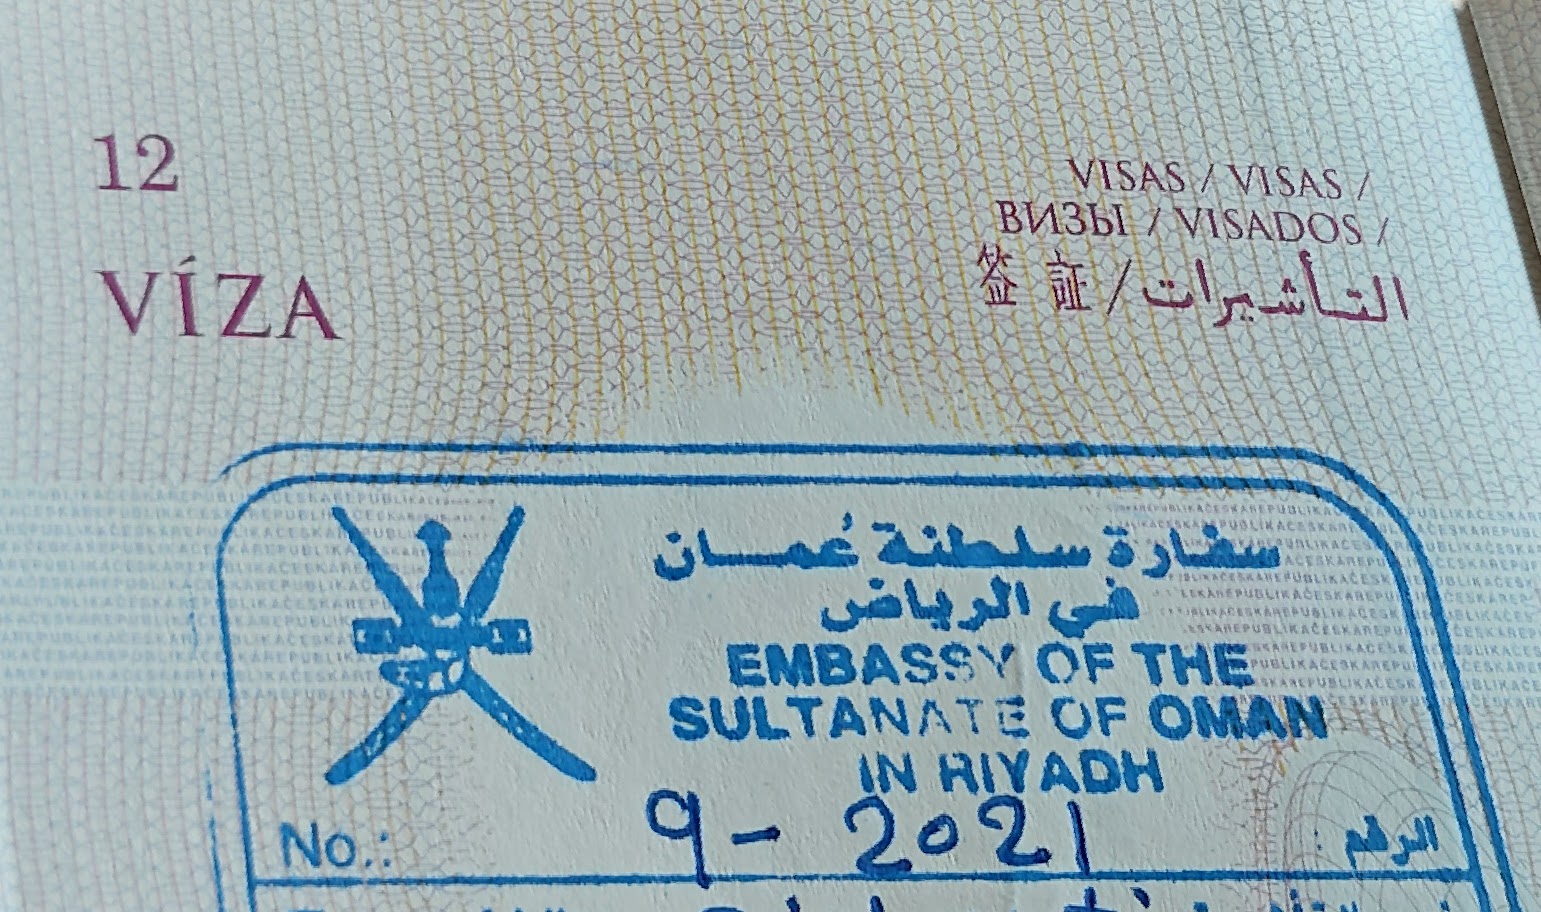 12
VÍZA
VISAS / VISAS /
ВИЗЫ / VISADOS /
签 証 / التأشيرات
سفارة سلطنة عُمان
في الرياض
EMBASSY OF THE
SULTANATE OF OMAN
IN RIYADH
No.: 9 - 2021 الرقم :